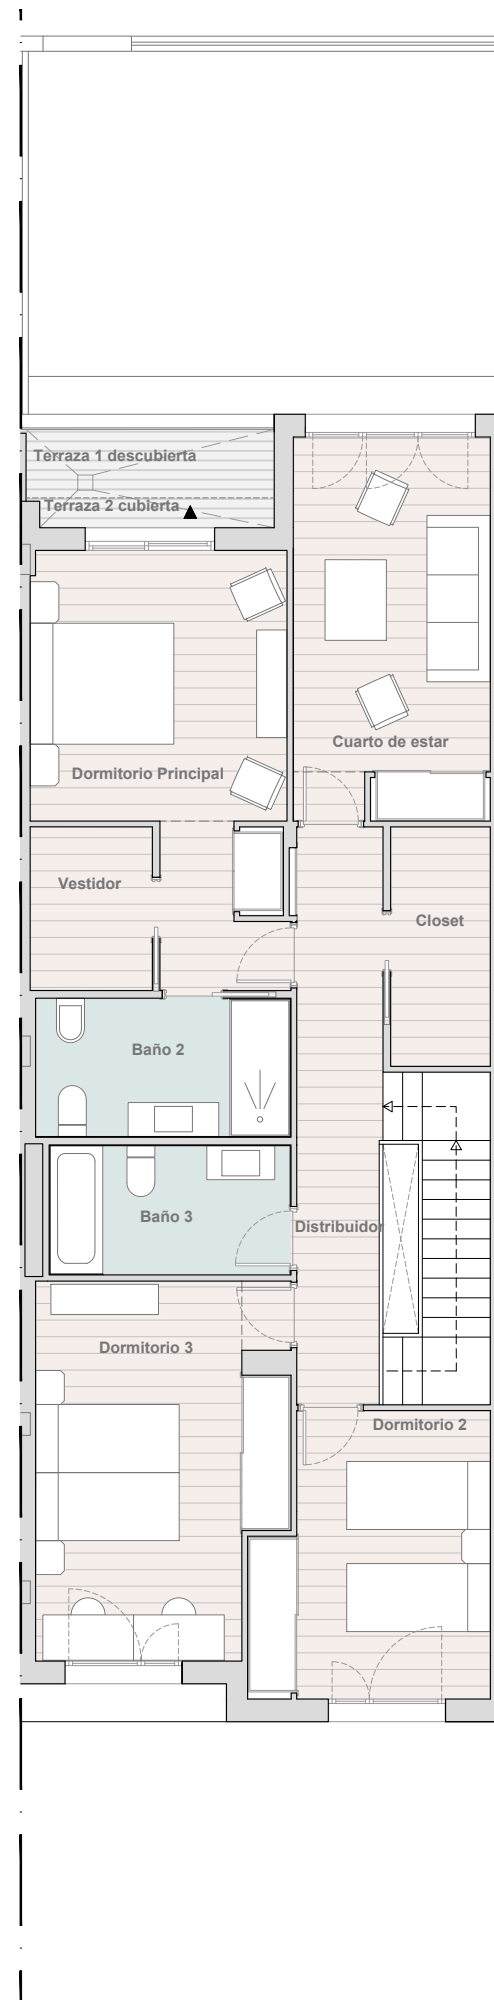 Terraza 1 descubierta
Terraza 2 cubierta
Cuarto de estar
Dormitorio Principal
Vestidor
Closet
Baño 2
Baño 3
Distribuidor
Dormitorio 3
Dormitorio 2